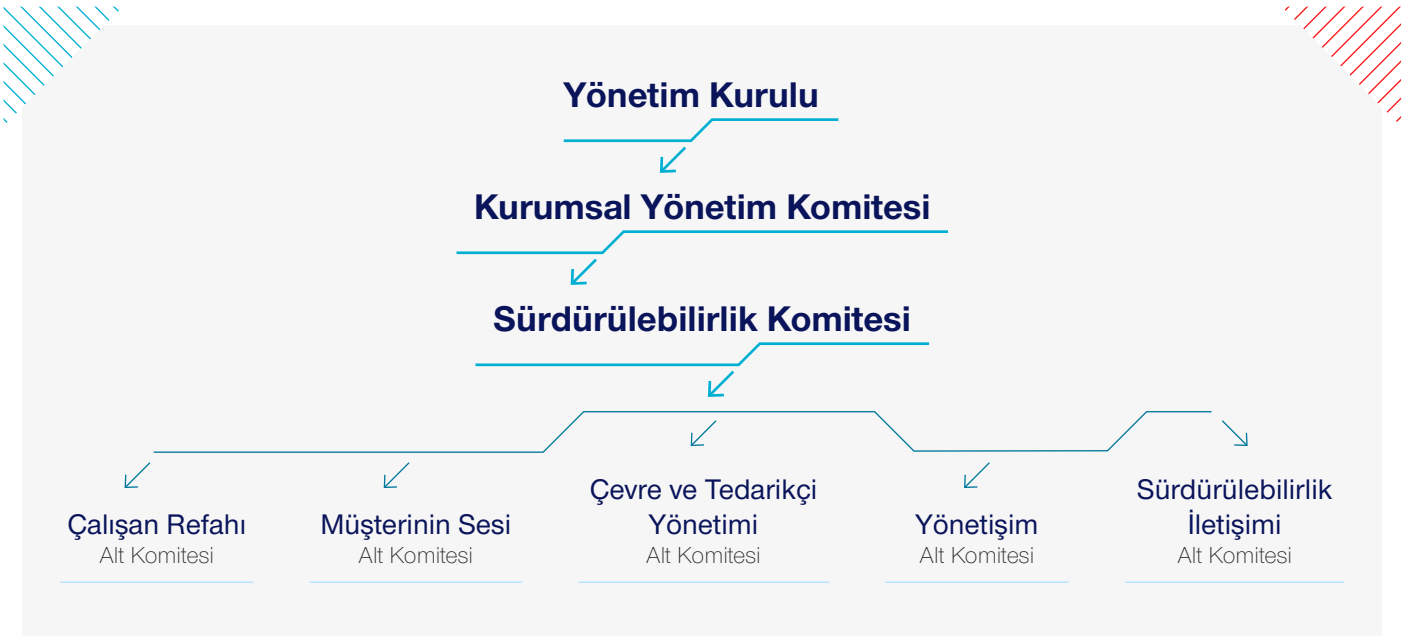 Yönetim Kurulu
Kurumsal Yönetim Komitesi
Sürdürülebilirlik Komitesi
Çalışan Refahı
Alt Komitesi
Müşterinin Sesi
Alt Komitesi
Çevre ve Tedarikçi
Yönetimi
Alt Komitesi
Yönetişim
Alt Komitesi
Sürdürülebilirlik
İletişimi
Alt Komitesi